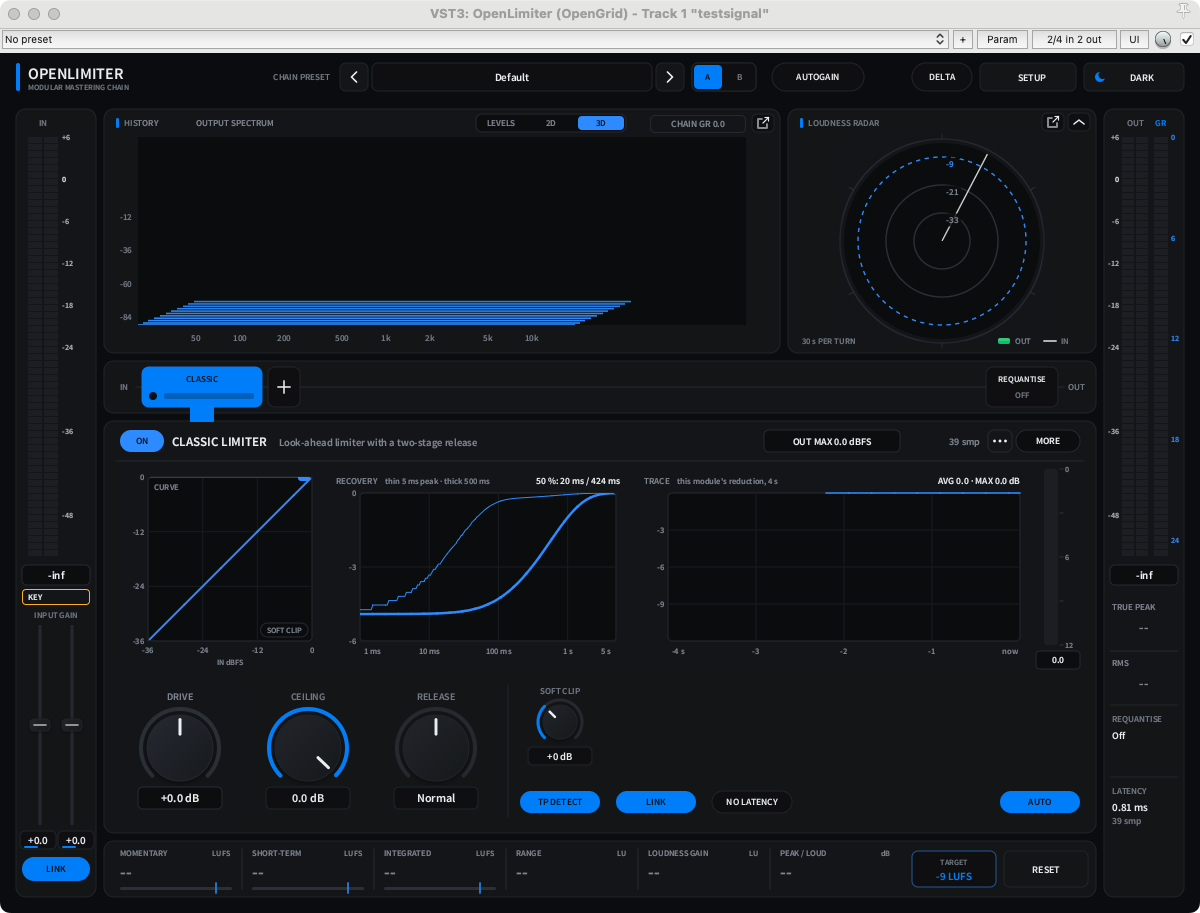 VST3: OpenLimiter (OpenGrid) - Track 1 "testsignal"
No preset
+
Param
2/4 in 2 out
UI
OPENLIMITER
MODULAR MASTERING CHAIN
CHAIN PRESET
Default
A
B
AUTOGAIN
DELTA
SETUP
DARK
IN
+6
0
-6
-12
-18
-24
-36
-48
-inf
KEY
INPUT GAIN
+0.0
+0.0
LINK
HISTORY
OUTPUT SPECTRUM
LEVELS
2D
3D
CHAIN GR 0.0
-12
-36
-60
-84
50
100
200
500
1k
2k
5k
10k
LOUDNESS RADAR
-9
-21
-33
30 s PER TURN
OUT
IN
IN
CLASSIC
+
REQUANTISE
OFF
OUT
ON
CLASSIC LIMITER
Look-ahead limiter with a two-stage release
OUT MAX 0.0 dBFS
39 smp
•••
MORE
CURVE
0
-12
-24
-36
-36
-24
-12
0
SOFT CLIP
IN dBFS
RECOVERY
thin 5 ms peak · thick 500 ms
50 %: 20 ms / 424 ms
0
-3
-6
1 ms
10 ms
100 ms
1 s
5 s
TRACE
this module's reduction, 4 s
AVG 0.0 · MAX 0.0 dB
-3
-6
-9
-4 s
-3
-2
-1
now
0
6
12
0.0
DRIVE
+0.0 dB
CEILING
0.0 dB
RELEASE
Normal
SOFT CLIP
+0 dB
TP DETECT
LINK
NO LATENCY
AUTO
MOMENTARY
LUFS
--
SHORT-TERM
LUFS
--
INTEGRATED
LUFS
--
RANGE
LU
--
LOUDNESS GAIN
LU
--
PEAK / LOUD
dB
--
TARGET
-9 LUFS
RESET
OUT
GR
+6
0
-6
-12
-18
-24
-36
-48
0
6
12
18
24
-inf
TRUE PEAK
--
RMS
--
REQUANTISE
Off
LATENCY
0.81 ms
39 smp